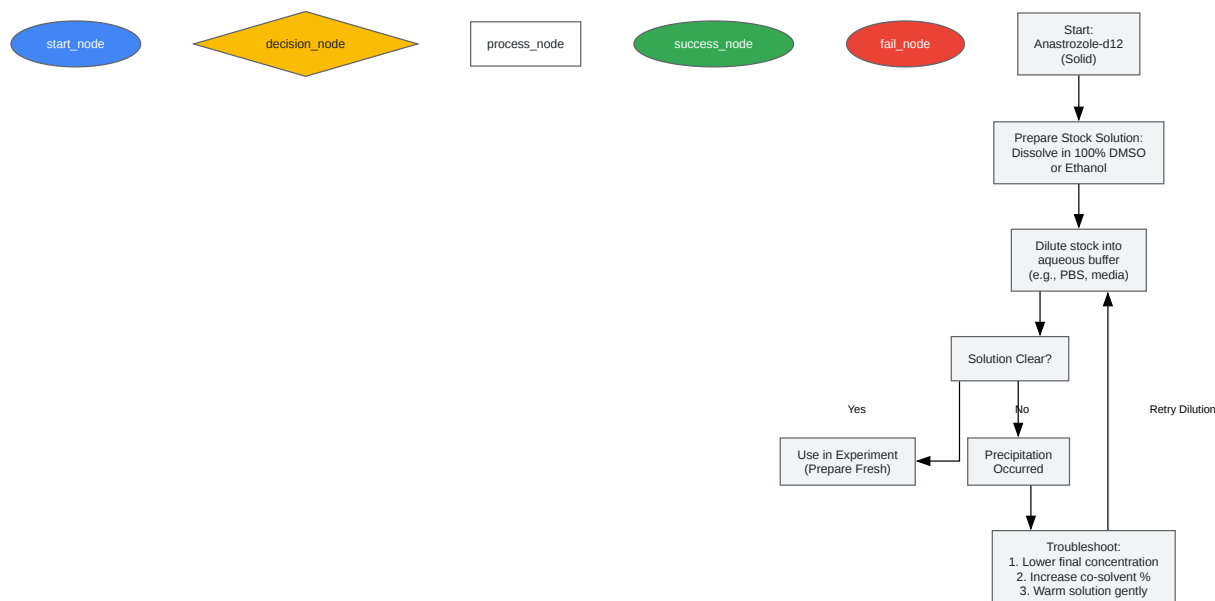 start_node
decision_node
process_node
success_node
fail_node
Start:
Anastrozole-d12
(Solid)
Prepare Stock Solution:
Dissolve in 100% DMSO
or Ethanol
Dilute stock into
aqueous buffer
(e.g., PBS, media)
Solution Clear?
Yes
No
Retry Dilution
Use in Experiment
(Prepare Fresh)
Precipitation
Occurred
Troubleshoot:
1. Lower final concentration
2. Increase co-solvent %
3. Warm solution gently